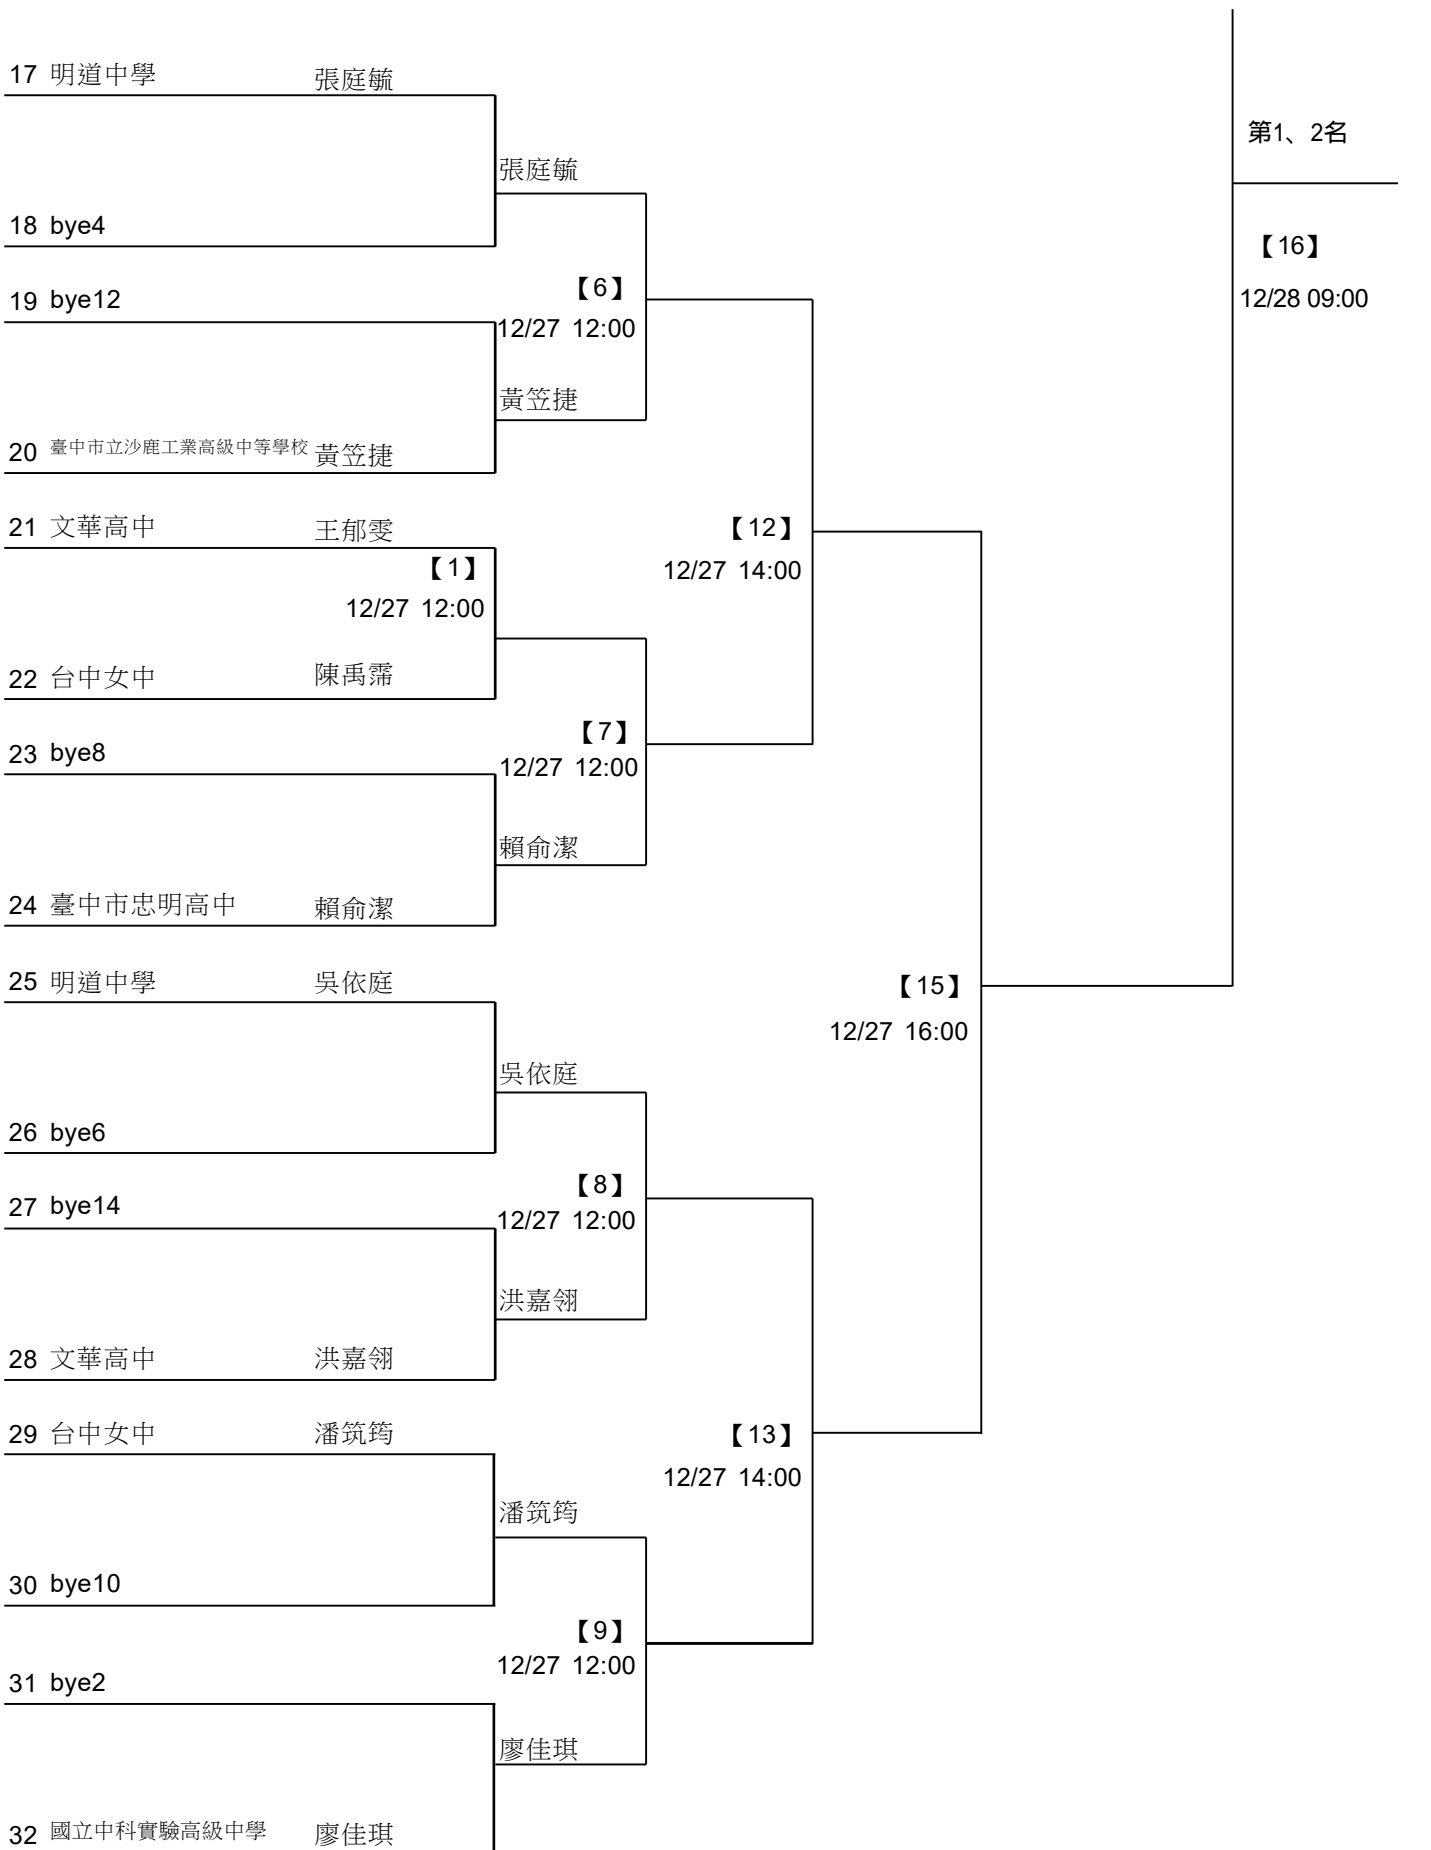 17 明道中學 張庭毓
第1、2名
張庭毓
18 bye4
【16】
19 bye12
【6】
12/28 09:00
12/27 12:00
黃笠捷
20 臺中市立沙鹿工業高級中等學校 黃笠捷
21 文華高中 王郁雯
【12】
【1】
12/27 14:00
12/27 12:00
22 台中女中 陳禹霈
【7】
23 bye8
12/27 12:00
賴俞潔
24 臺中市忠明高中 賴俞潔
25 明道中學 吳依庭
【15】
12/27 16:00
吳依庭
26 bye6
【8】
27 bye14
12/27 12:00
洪嘉翎
28 文華高中 洪嘉翎
29 台中女中 潘筑筠
【13】
12/27 14:00
潘筑筠
30 bye10
【9】
12/27 12:00
31 bye2
廖佳琪
32 國立中科實驗高級中學 廖佳琪